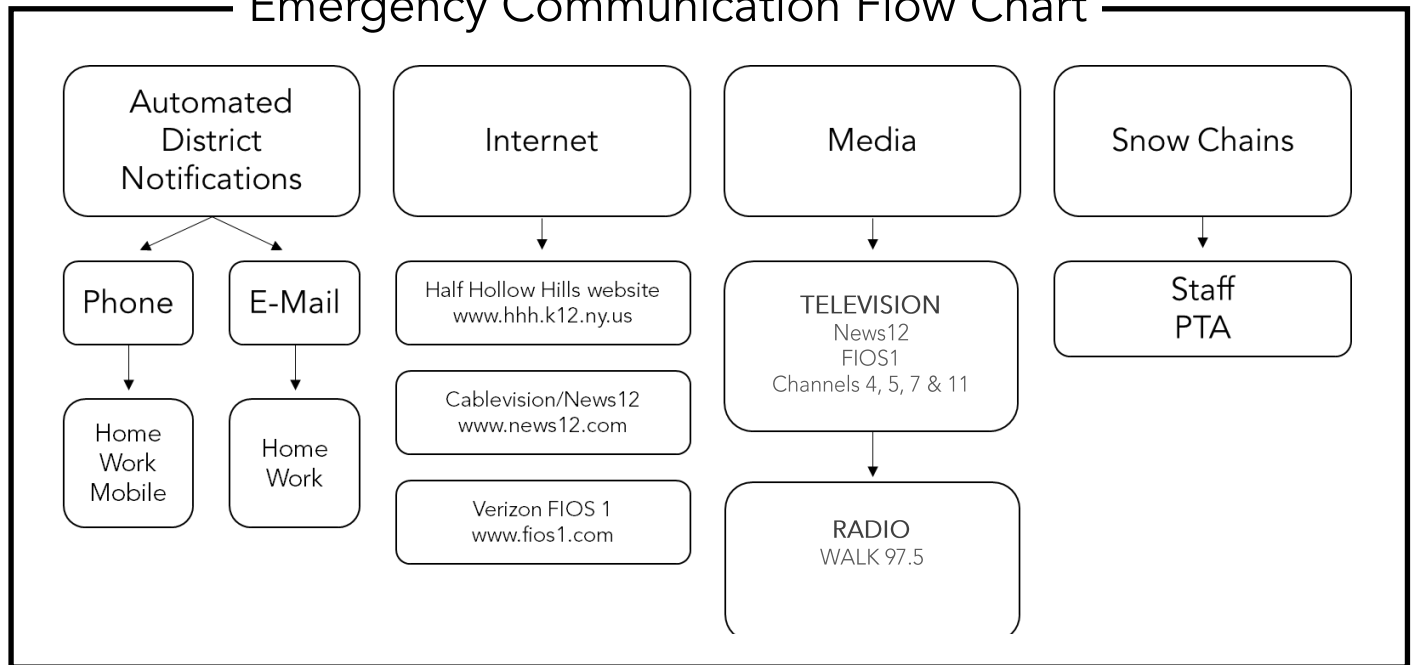 Emergency Communication Flow Chart
Automated
District
Notifications
Internet
Media
Snow Chains
Phone
E-Mail
Home
Work
Mobile
Home
Work
Half Hollow Hills website
www.hhh.k12.ny.us
Cablevision/News12
www.news12.com
Verizon FIOS 1
www.fios1.com
TELEVISION
News12
FIOS1
Channels 4, 5, 7 & 11
RADIO
WALK 97.5
Staff
PTA